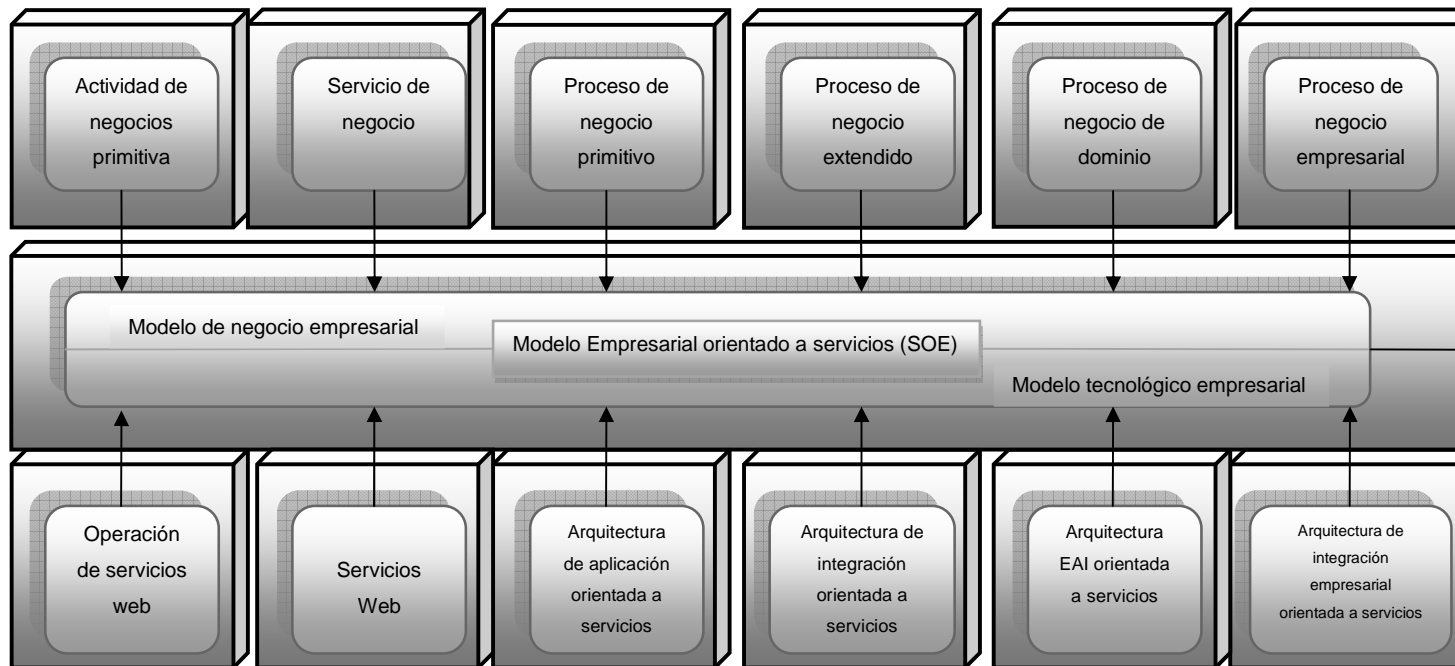 Actividad de
negocios
primitiva
Servicio de
negocio
Proceso de
negocio
primitivo
Proceso de
negocio
extendido
Proceso de
negocio de
dominio
Proceso de
negocio
empresarial
Modelo de negocio empresarial
Modelo Empresarial orientado a servicios (SOE)
Modelo tecnológico empresarial
Operación
de servicios
web
Servicios
Web
Arquitectura
de aplicación
orientada a
servicios
Arquitectura de
integración
orientada a
servicios
Arquitectura
EAI orientada
a servicios
Arquitectura de
integración
empresarial
orientada a servicios